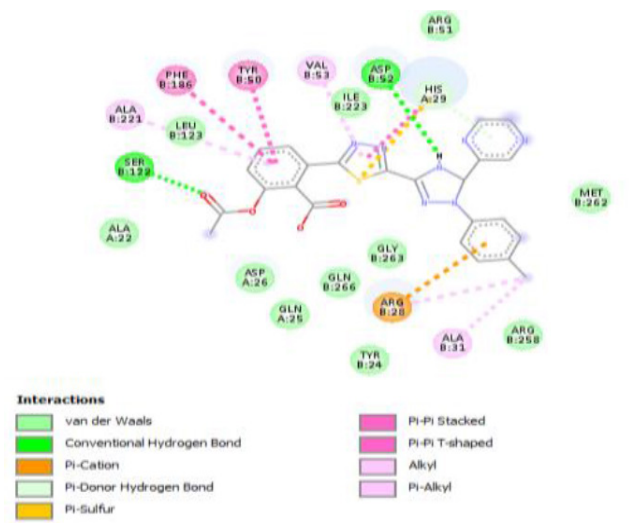 ARG
B:51
PHE
B:186
TYR
B:50
VAL
B:53
ASP
B:52
HIS
A:29
ILE
B:223
ALA
B:221
LEU
B:123
SER
B:122
H
MET
B:262
ALA
A:22
GLY
B:263
ASP
A:26
GLN
B:266
GLN
A:25
ARG
B:28
ALA
B:31
ARG
B:258
TYR
B:24
Interactions
van der Waals
Conventional Hydrogen Bond
Pi-Cation
Pi-Donor Hydrogen Bond
Pi-Sulfur
Pi-Pi Stacked
Pi-Pi T-shaped
Alkyl
Pi-Alkyl